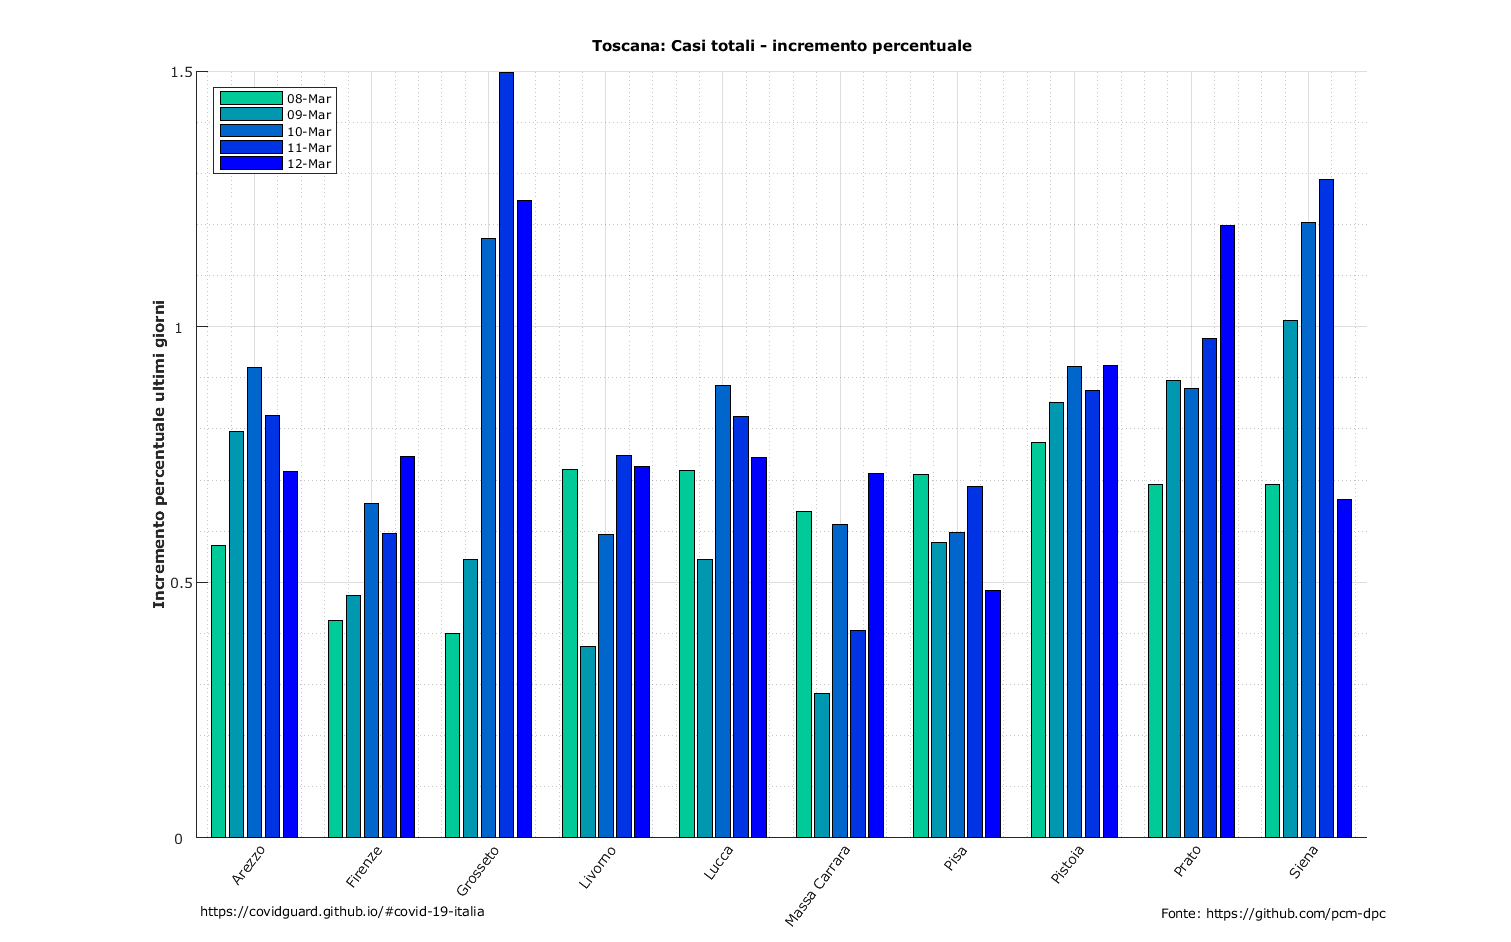 Toscana: Casi totali - incremento percentuale
1.5
1
0.5
0
Incremento percentuale ultimi giorni
08-Mar
09-Mar
10-Mar
11-Mar
12-Mar
Arezzo
Firenze
Grosseto
Livorno
Lucca
Massa Carrara
Pisa
Pistoia
Prato
Siena
https://covidguard.github.io/#covid-19-italia
Fonte: https://github.com/pcm-dpc